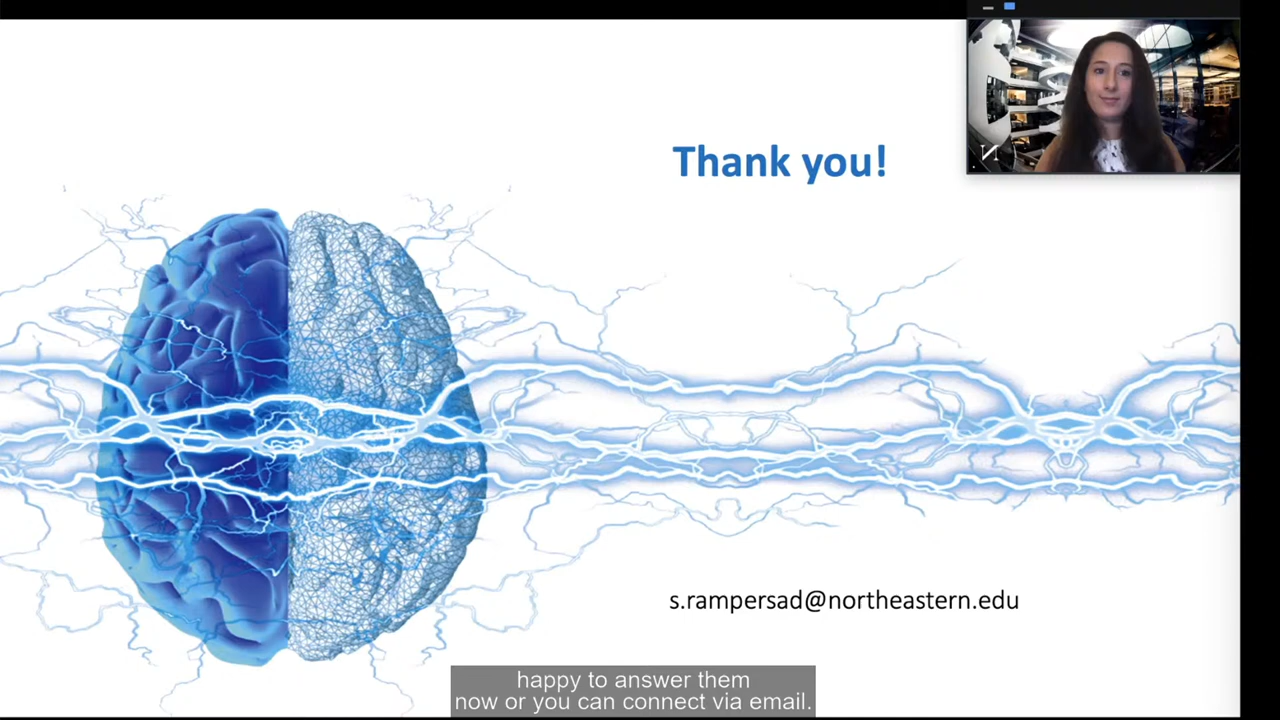 Thank you!
s.rampersad@northeastern.edu
happy to answer them
now or you can connect via email.